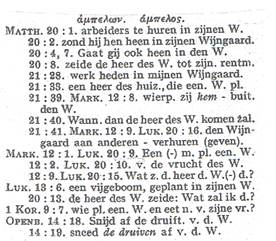 ἀμπελων. ἀμπελος.
MATTH. 20 : 1. arbeiders te huren in zijnen W.
20 : 2. zond hij hen heen in zijnen Wijngaard.
20 : 4, 7. Gaat gij ook heen in den W.
20 : 8. zeide de heer des W. tot zijn. rentm.
21 : 28. werk heden in mijnen Wijngaard.
21 : 33. een heer des huiz., die een. W. pl.
21 : 39. MARK. 12 : 8. wierp. zij hem - buit.
den W.
21 : 40. Wann. dan de heer des W. komen zal.
21 : 41. MARK. 12 : 9. LUK. 20 : 16. den Wijn-
gaard aan anderen - verhuren (geven).
MARK. 12 : 1. LUK. 20 : 9. Een (-) m. pl. een W.
12 : 2. LUK. 20 : 10. v. de vrucht des W.
12 : 9. LUK. 20 : 15. Wat z. d. heer d. W.(-) d.?
LUK. 13 : 6. een vijgeboom, geplant in zijnen W.
20 : 13. de heer des W. zeide: Wat zal ik d.?
1 KOR. 9 : 7. wie pl. een W. en eet n. v. zijne vr.?
OPENB. 14 : 18. Snijd af d. druift. v. d. W.
14 : 19. sneed de druiven af v. d. W.